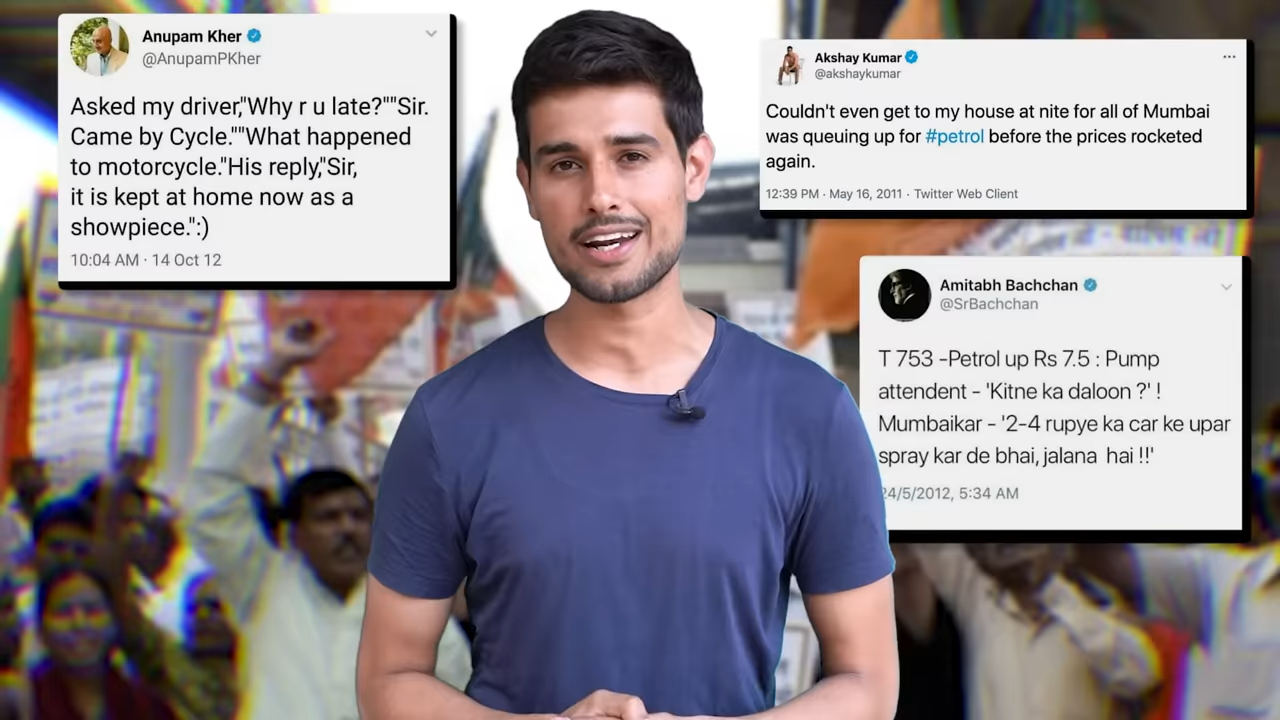 Anupam Kher
@AnupamPKher
Asked my driver,"Why r u late?""Sir.
Came by Cycle.""What happened
to motorcycle."His reply,"Sir,
it is kept at home now as a
showpiece.":)
10:04 AM · 14 Oct 12
Akshay Kumar
@akshaykumar
Couldn't even get to my house at nite for all of Mumbai
was queuing up for #petrol before the prices rocketed
again.
12:39 PM · May 16, 2011 · Twitter Web Client
Amitabh Bachchan
@SrBachchan
T 753 -Petrol up Rs 7.5 : Pump
attendent - 'Kitne ka daloon ?' !
Mumbaikar - '2-4 rupye ka car ke upar
spray kar de bhai, jalana hai !!'
24/5/2012, 5:34 AM